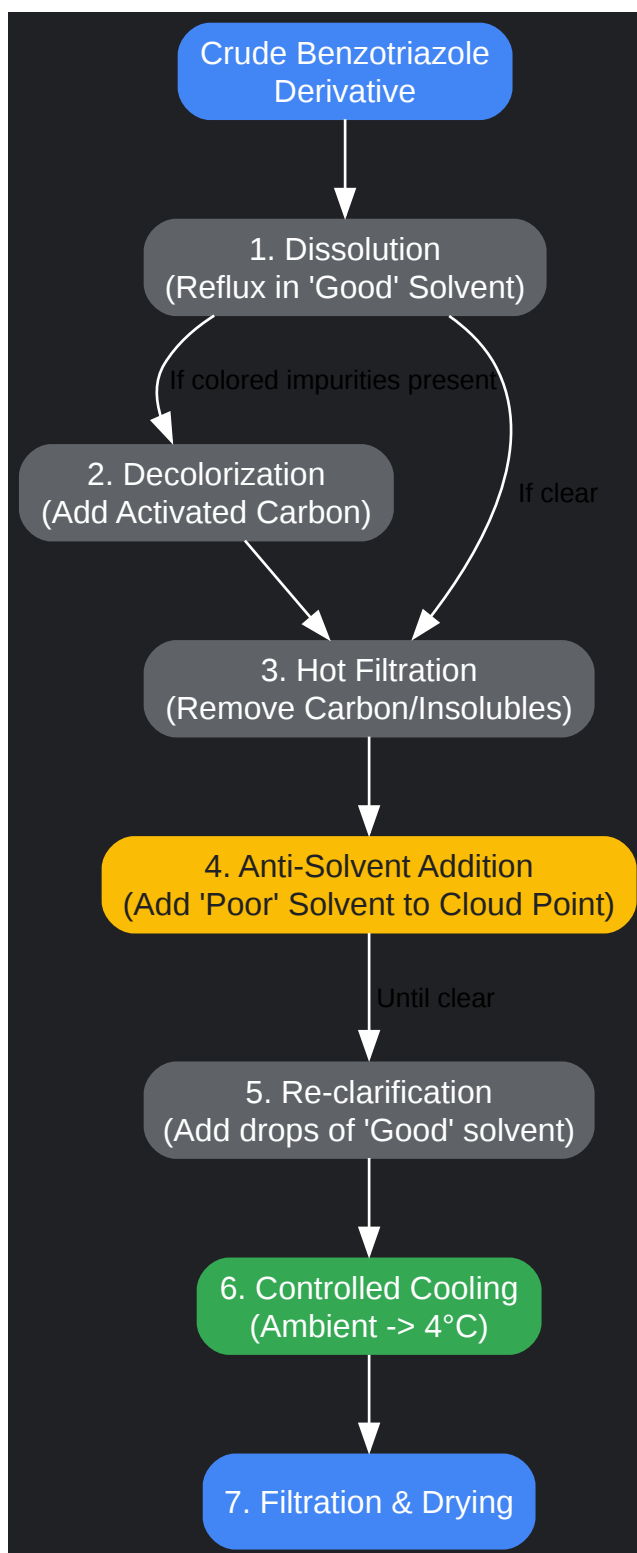 Crude Benzotriazole
Derivative
1. Dissolution
(Reflux in 'Good' Solvent)
If colored impurities present
2. Decolorization
(Add Activated Carbon)
If clear
3. Hot Filtration
(Remove Carbon/Insolubles)
4. Anti-Solvent Addition
(Add 'Poor' Solvent to Cloud Point)
Until clear
5. Re-clarification
(Add drops of 'Good' solvent)
6. Controlled Cooling
(Ambient -> 4°C)
7. Filtration & Drying